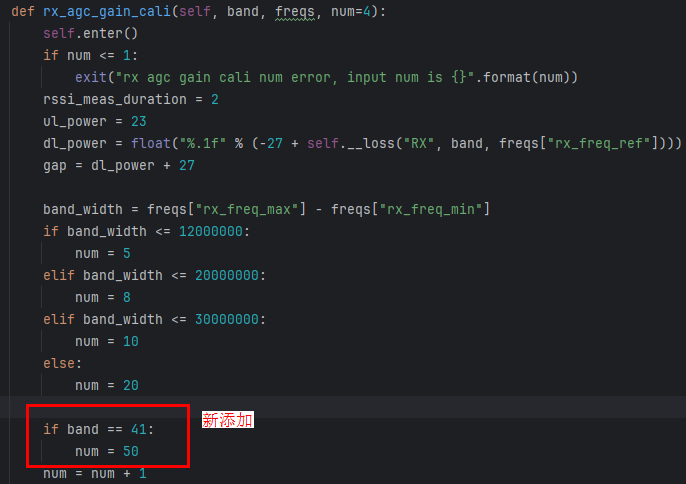 def rx_agc_gain_cali(self, band, freqs, num=4):
self.enter()
if num <= 1:
exit("rx agc gain cali num error, input num is {}".format(num))
rssi_meas_duration = 2
ul_power = 23
dl_power = float("%.1f" % (-27 + self.__loss("RX", band, freqs["rx_freq_ref"])))
gap = dl_power + 27
band_width = freqs["rx_freq_max"] - freqs["rx_freq_min"]
if band_width <= 12000000:
num = 5
elif band_width <= 20000000:
num = 8
elif band_width <= 30000000:
num = 10
else:
num = 20
if band == 41:
新添加
num = 50
num = num + 1